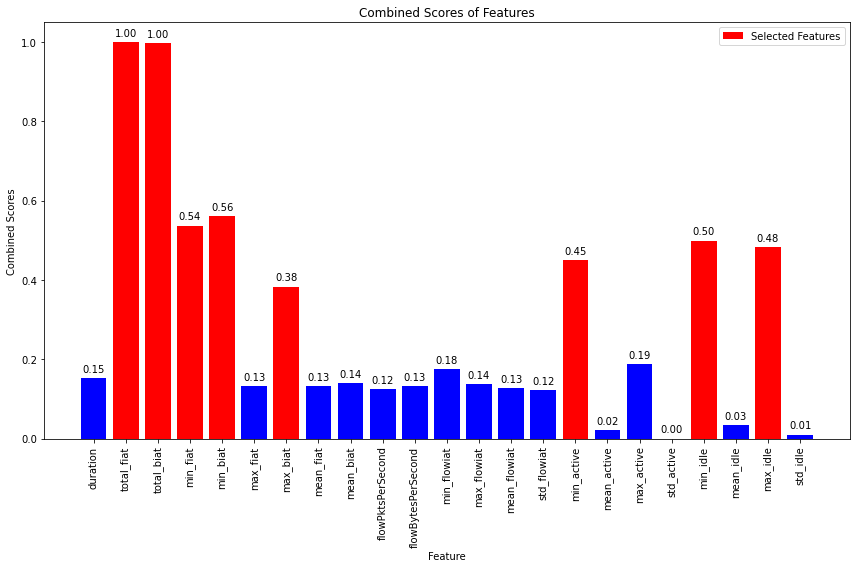 Combined Scores of Features
Selected Features
Combined Scores
1.0
0.8
0.6
0.4
0.2
0.0
0.15
1.00
1.00
0.54
0.56
0.13
0.38
0.13
0.14
0.12
0.13
0.18
0.14
0.13
0.12
0.45
0.02
0.19
0.00
0.50
0.03
0.48
0.01
duration
total_fiat
total_biat
min_fiat
min_biat
max_fiat
max_biat
mean_fiat
mean_biat
flowPktsPerSecond
flowBytesPerSecond
min_flowiat
max_flowiat
mean_flowiat
std_flowiat
min_active
mean_active
max_active
std_active
min_idle
mean_idle
max_idle
std_idle
Feature